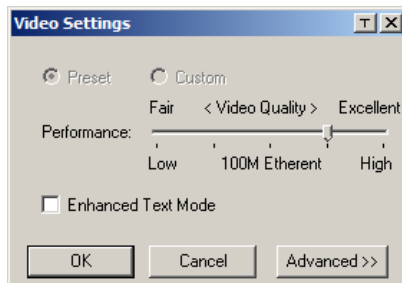 Video Settings T X
Preset Custom
Fair < Video Quality > Excellent
Performance:
Low 100M Etherent High
Enhanced Text Mode
OK Cancel Advanced >>